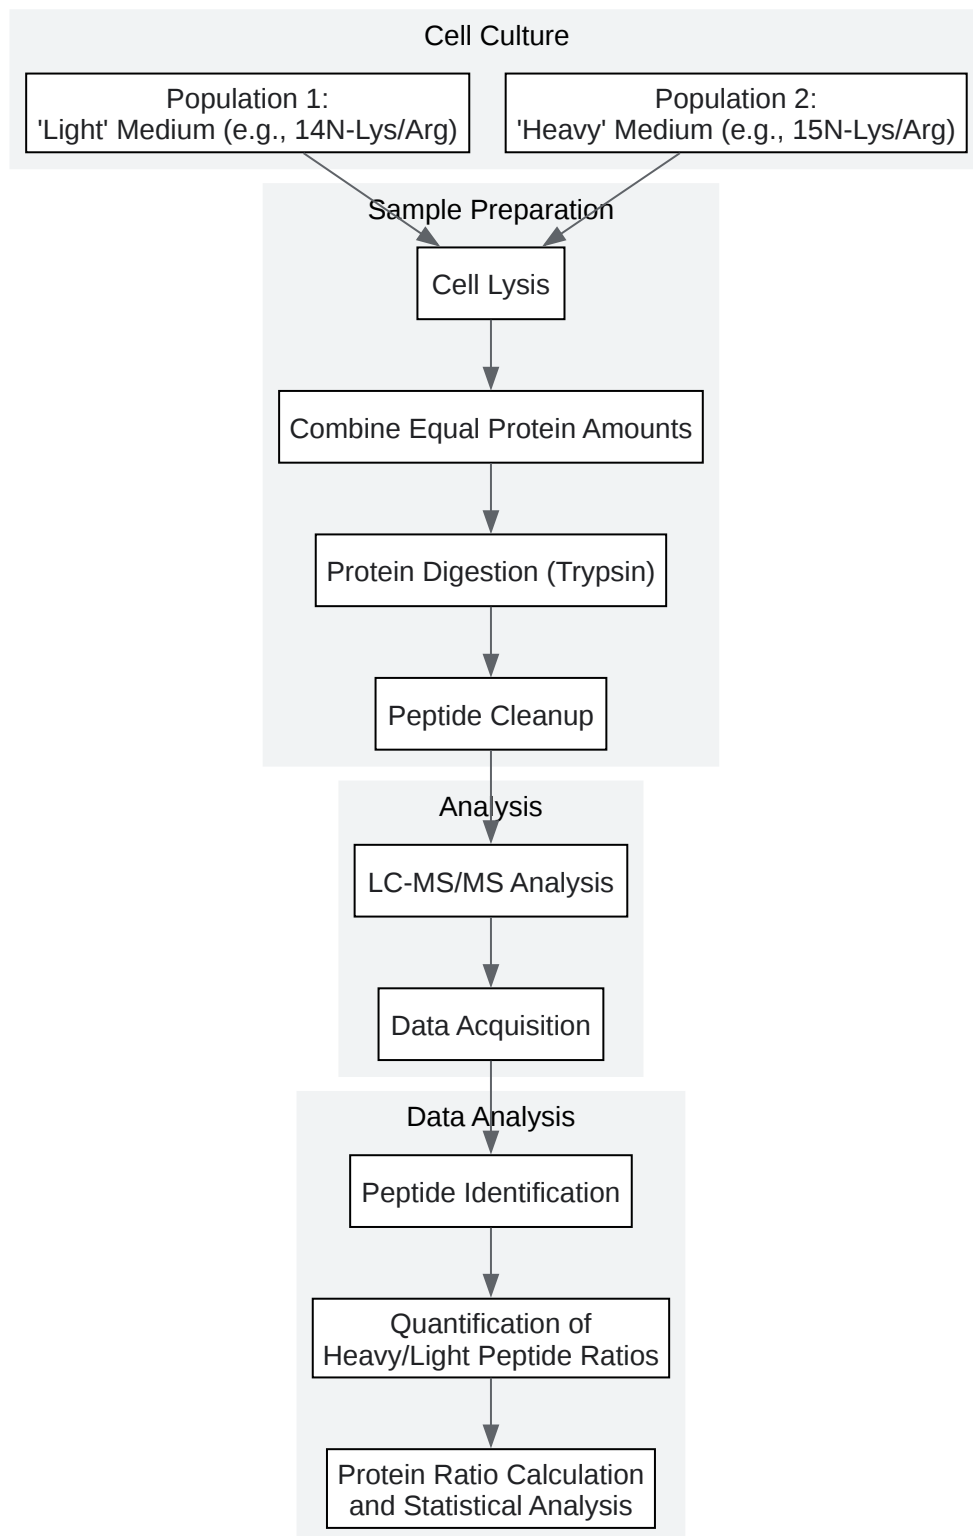 Cell Culture
Population 1:
'Light' Medium (e.g., 14N-Lys/Arg)
Population 2:
'Heavy' Medium (e.g., 15N-Lys/Arg)
Sample Preparation
Cell Lysis
Combine Equal Protein Amounts
Protein Digestion (Trypsin)
Peptide Cleanup
Analysis
LC-MS/MS Analysis
Data Acquisition
Data Analysis
Peptide Identification
Quantification of
Heavy/Light Peptide Ratios
Protein Ratio Calculation
and Statistical Analysis